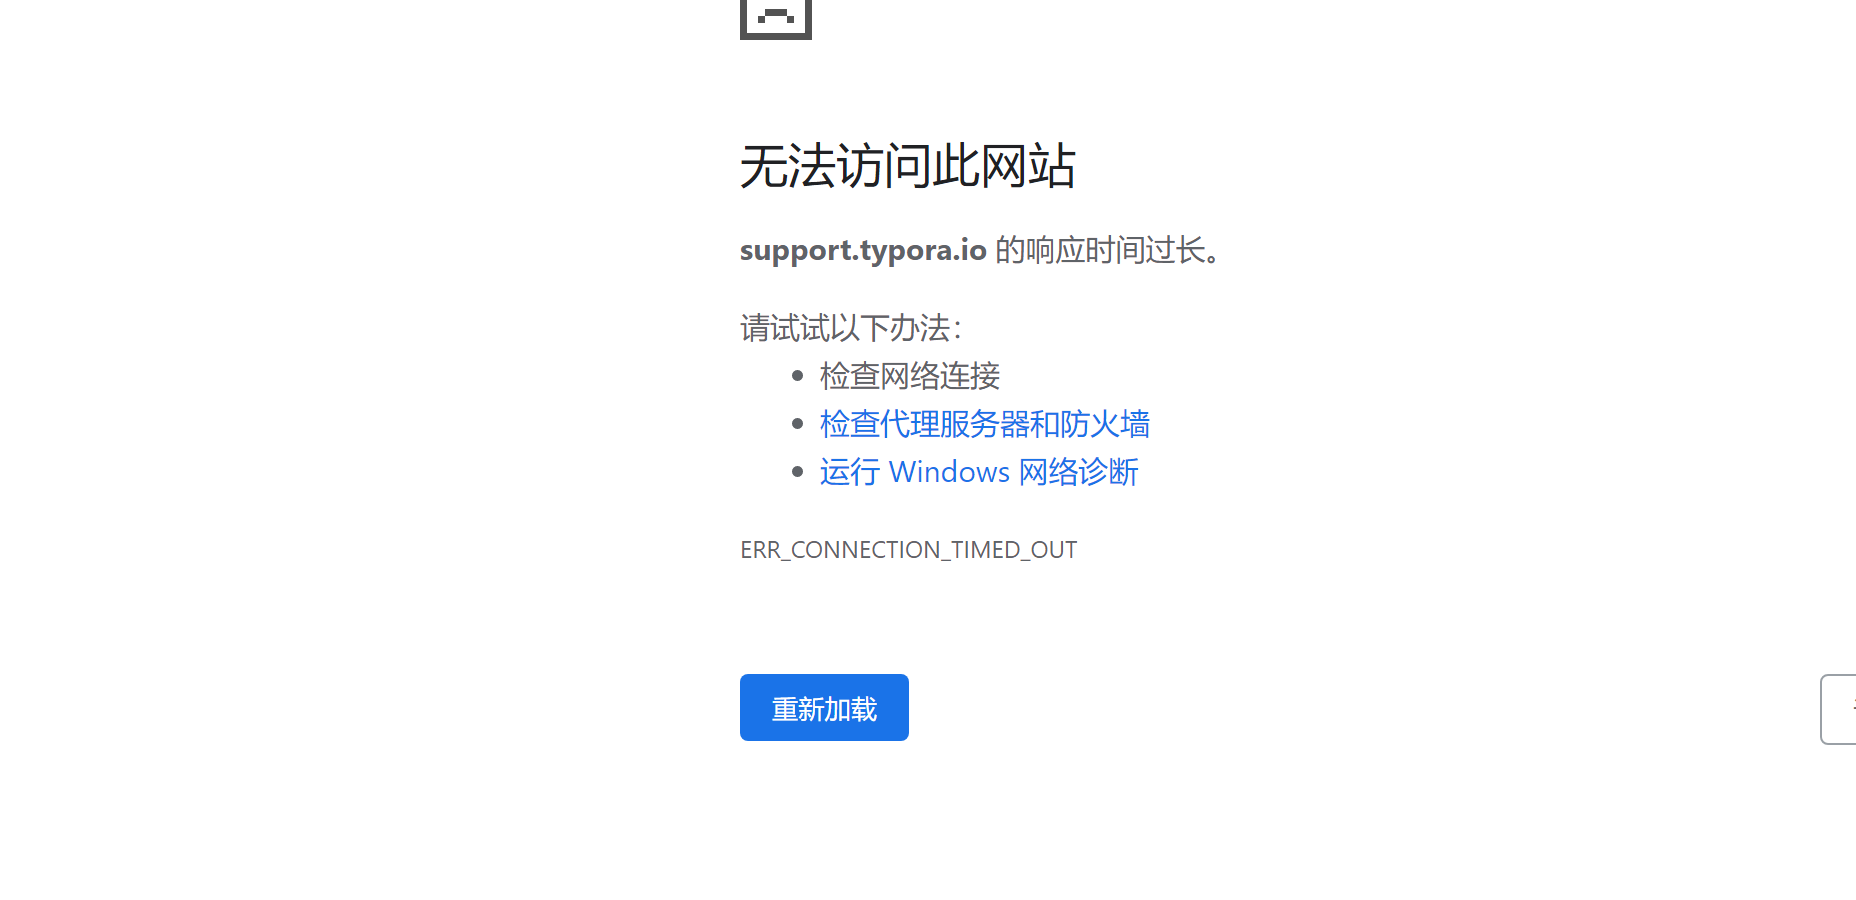 无法访问此网站
support.typora.io 的响应时间过长。
请试试以下办法：
检查网络连接
检查代理服务器和防火墙
运行 Windows 网络诊断
ERR_CONNECTION_TIMED_OUT
重新加载